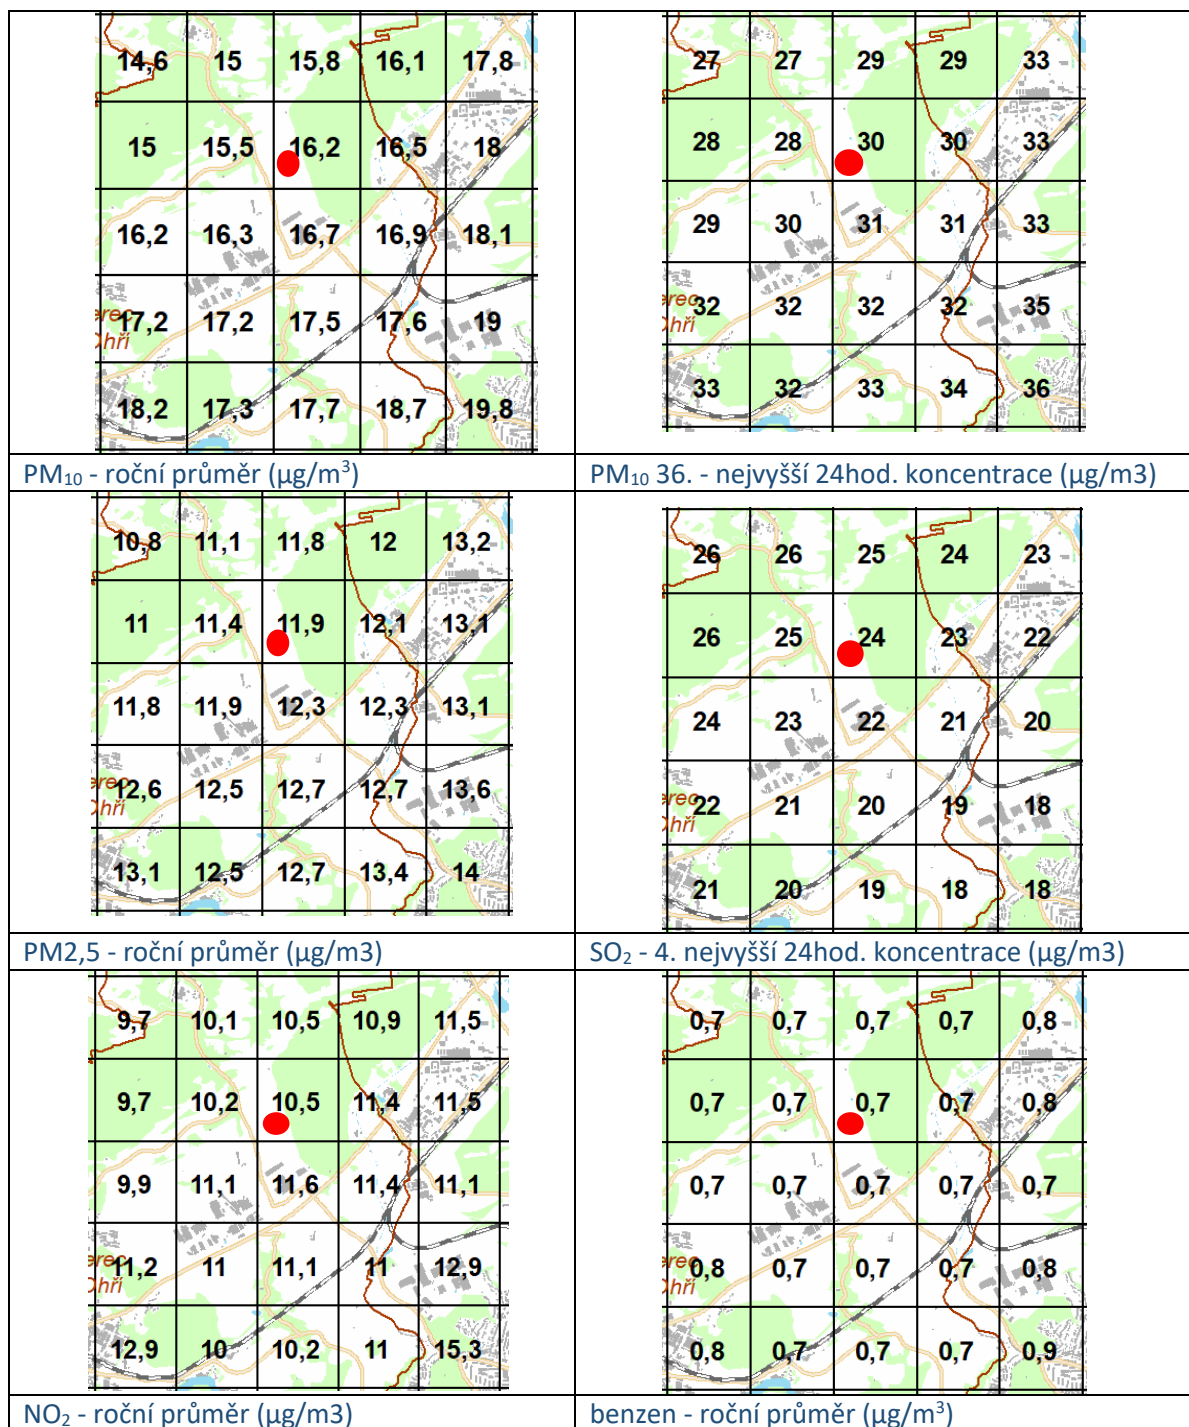 14,6 15 15,8 16,1 17,8
15 15,5 16,2 16,5 18
16,2 16,3 16,7 16,9 18,1
erec
17,2 17,2 17,5 17,6 19
Ohří
18,2 17,3 17,7 18,7 19,8
PM10 - roční průměr (µg/m³)
27 27 29 29 33
28 28 30 30 33
29 30 31 31 33
erec
32 32 32 32 35
Ohří
33 32 33 34 36
PM10 36. - nejvyšší 24hod. koncentrace (µg/m3)
10,8 11,1 11,8 12 13,2
11 11,4 11,9 12,1 13,1
11,8 11,9 12,3 12,3 13,1
erec
12,6 12,5 12,7 12,7 13,6
Ohří
13,1 12,5 12,7 13,4 14
PM2,5 - roční průměr (µg/m3)
26 26 25 24 23
26 25 24 23 22
24 23 22 21 20
erec
22 21 20 19 18
Ohří
21 20 19 18 18
SO2 - 4. nejvyšší 24hod. koncentrace (µg/m3)
9,7 10,1 10,5 10,9 11,5
9,7 10,2 10,5 11,4 11,5
9,9 11,1 11,6 11,4 11,1
erec
11,2 11 11,1 11 12,9
Ohří
12,9 10 10,2 11 15,3
NO2 - roční průměr (µg/m3)
0,7 0,7 0,7 0,7 0,8
0,7 0,7 0,7 0,7 0,8
0,7 0,7 0,7 0,7 0,7
erec
0,8 0,7 0,7 0,7 0,8
Ohří
0,8 0,7 0,7 0,7 0,9
benzen - roční průměr (µg/m³)